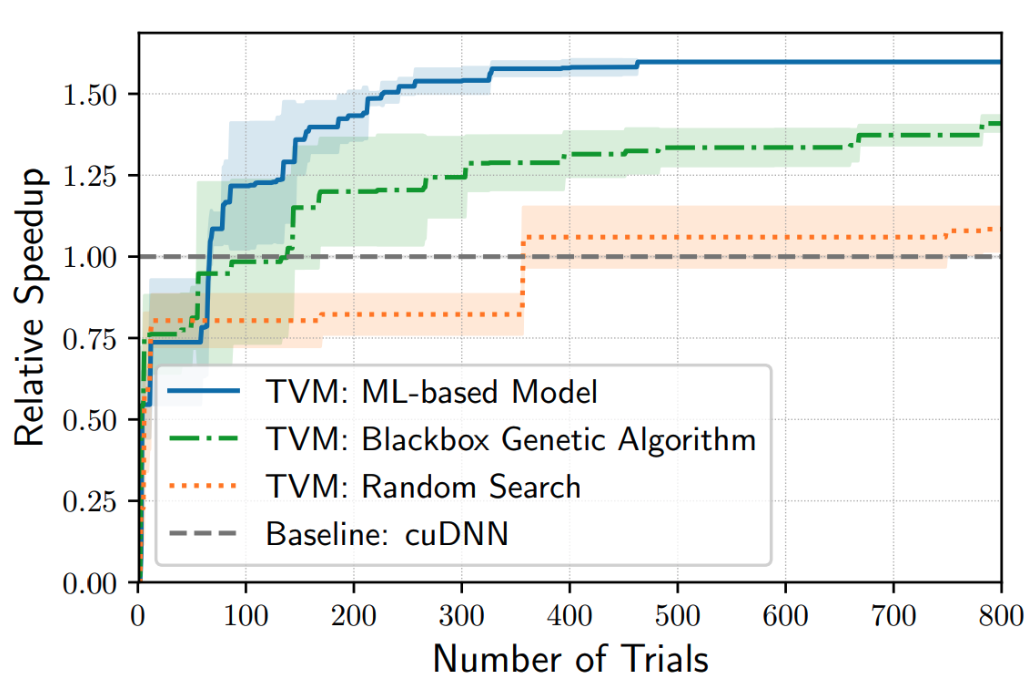 Relative Speedup
1.50
1.25
1.00
0.75
0.50
0.25
0.00
TVM: ML-based Model
TVM: Blackbox Genetic Algorithm
TVM: Random Search
Baseline: cuDNN
0 100 200 300 400 500 600 700 800
Number of Trials